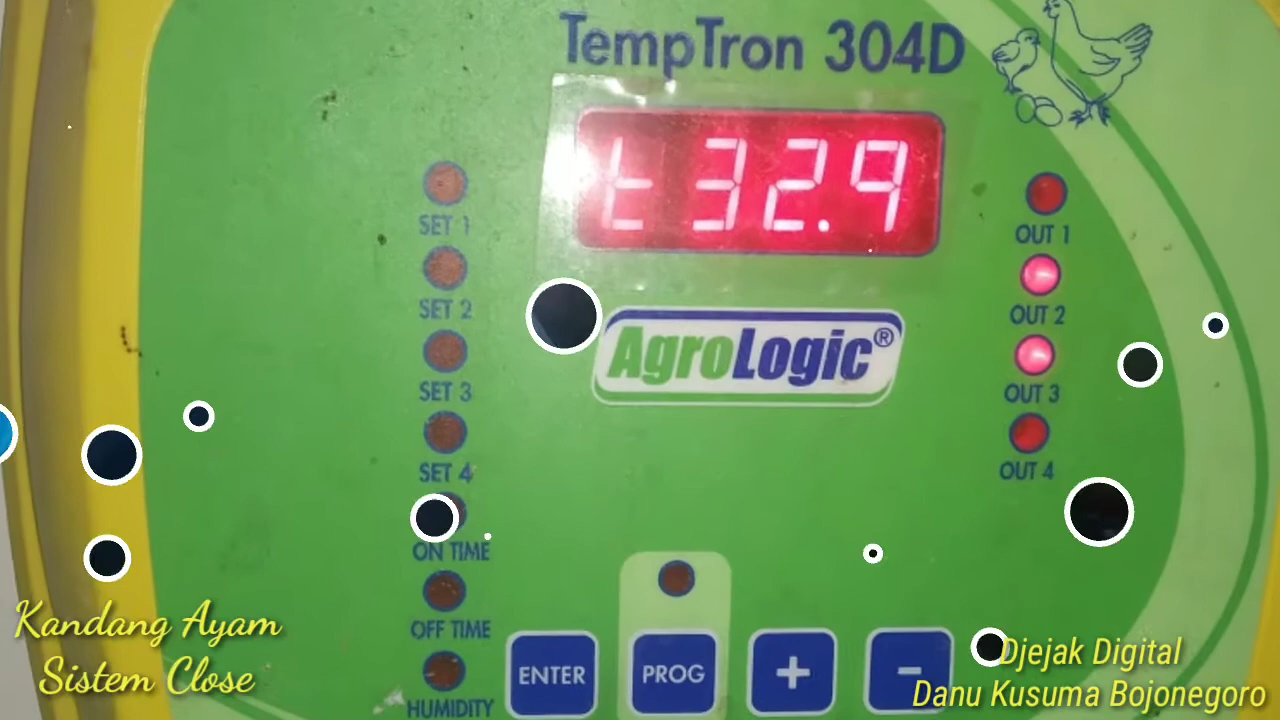 TempTron 304D
t 32.9
SET 1
SET 2
SET 3
SET 4
ON TIME
OFF TIME
HUMIDITY
AgroLogic®
OUT 1
OUT 2
OUT 3
OUT 4
ENTER
PROG
+
-
Kandang Ayam
Sistem Close
Djejak Digital
Danu Kusuma Bojonegoro